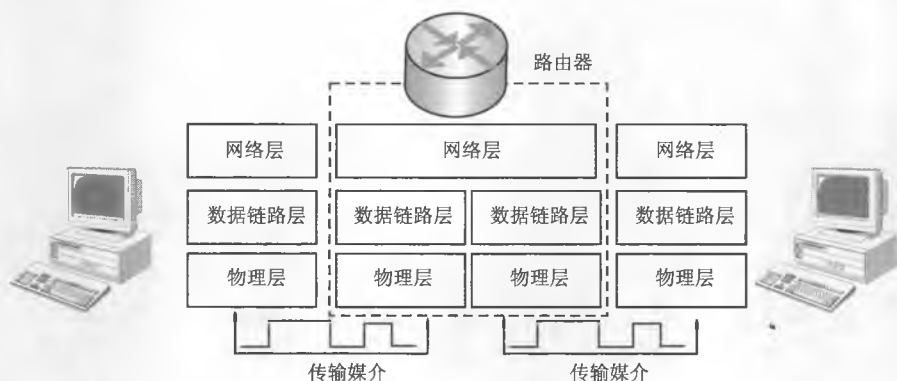 路由器
网络层 网络层 网络层
数据链路层 数据链路层 数据链路层 数据链路层
物理层 物理层 物理层 物理层
传输媒介 传输媒介